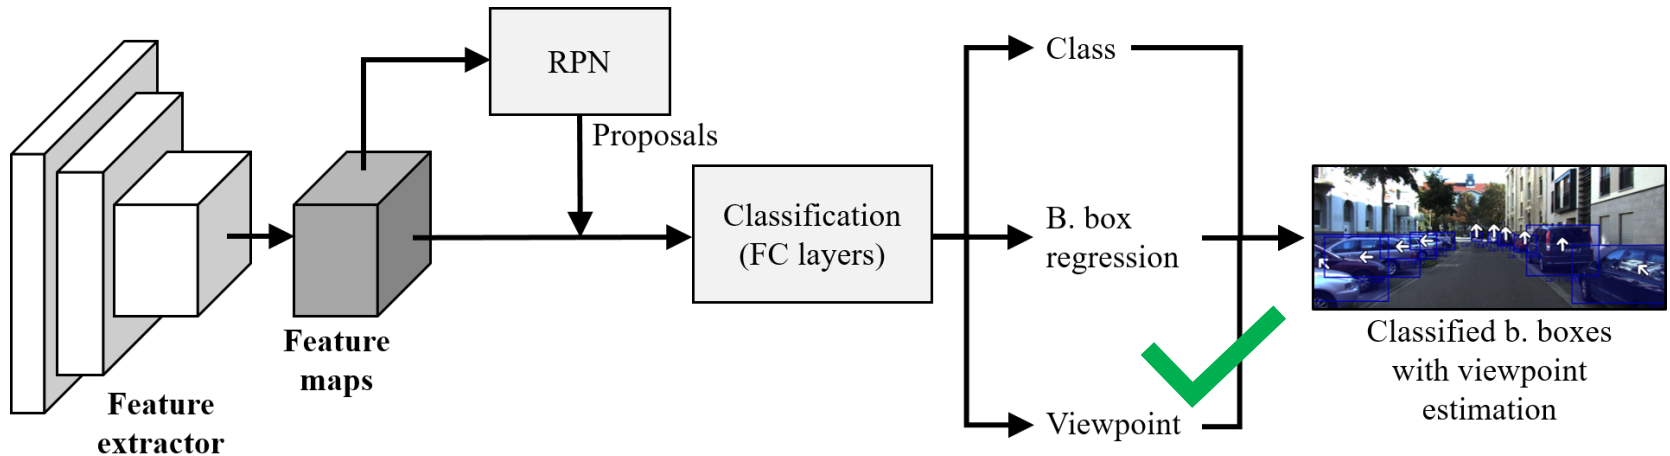 RPN
Proposals
Feature
extractor
Feature
maps
Classification
(FC layers)
Class
B. box
regression
Viewpoint
Classified b. boxes
with viewpoint
estimation